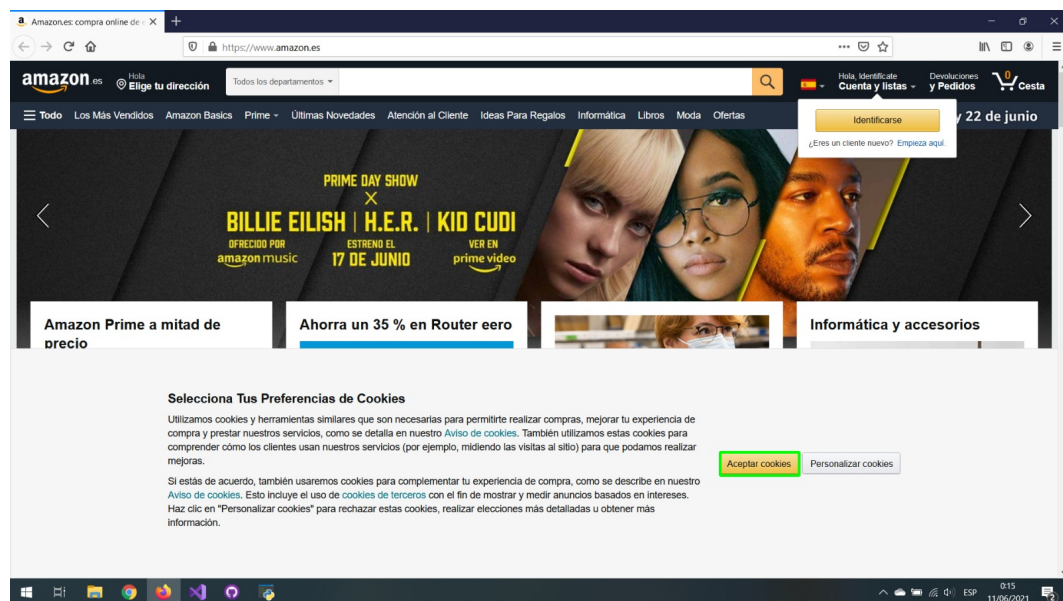 Amazon.es: compra online de e
https://www.amazon.es
amazon.es
Hola
Elige tu dirección
Todos los departamentos
Hola, Identifícate
Cuenta y listas
Devoluciones
y Pedidos
0
Cesta
Todo Los Más Vendidos Amazon Basics Prime Últimas Novedades Atención al Cliente Ideas Para Regalos Informática Libros Moda Ofertas
y 22 de junio
Identificarse
¿Eres un cliente nuevo? Empieza aquí.
PRIME DAY SHOW
X
BILLIE EILISH | H.E.R. | KID CUDI
OFRECIDO POR
amazon music
ESTRENO EL
17 DE JUNIO
VER EN
prime video
Amazon Prime a mitad de
precio
Ahorra un 35 % en Router eero
Informática y accesorios
Selecciona Tus Preferencias de Cookies
Utilizamos cookies y herramientas similares que son necesarias para permitirte realizar compras, mejorar tu experiencia de
compra y prestar nuestros servicios, como se detalla en nuestro Aviso de cookies. También utilizamos estas cookies para
comprender cómo los clientes usan nuestros servicios (por ejemplo, midiendo las visitas al sitio) para que podamos realizar
mejoras.
Si estás de acuerdo, también usaremos cookies para complementar tu experiencia de compra, como se describe en nuestro
Aviso de cookies. Esto incluye el uso de cookies de terceros con el fin de mostrar y medir anuncios basados en intereses.
Haz clic en "Personalizar cookies" para rechazar estas cookies, realizar elecciones más detalladas u obtener más
información.
Aceptar cookies
Personalizar cookies
ESP
0:15
11/06/2021
2